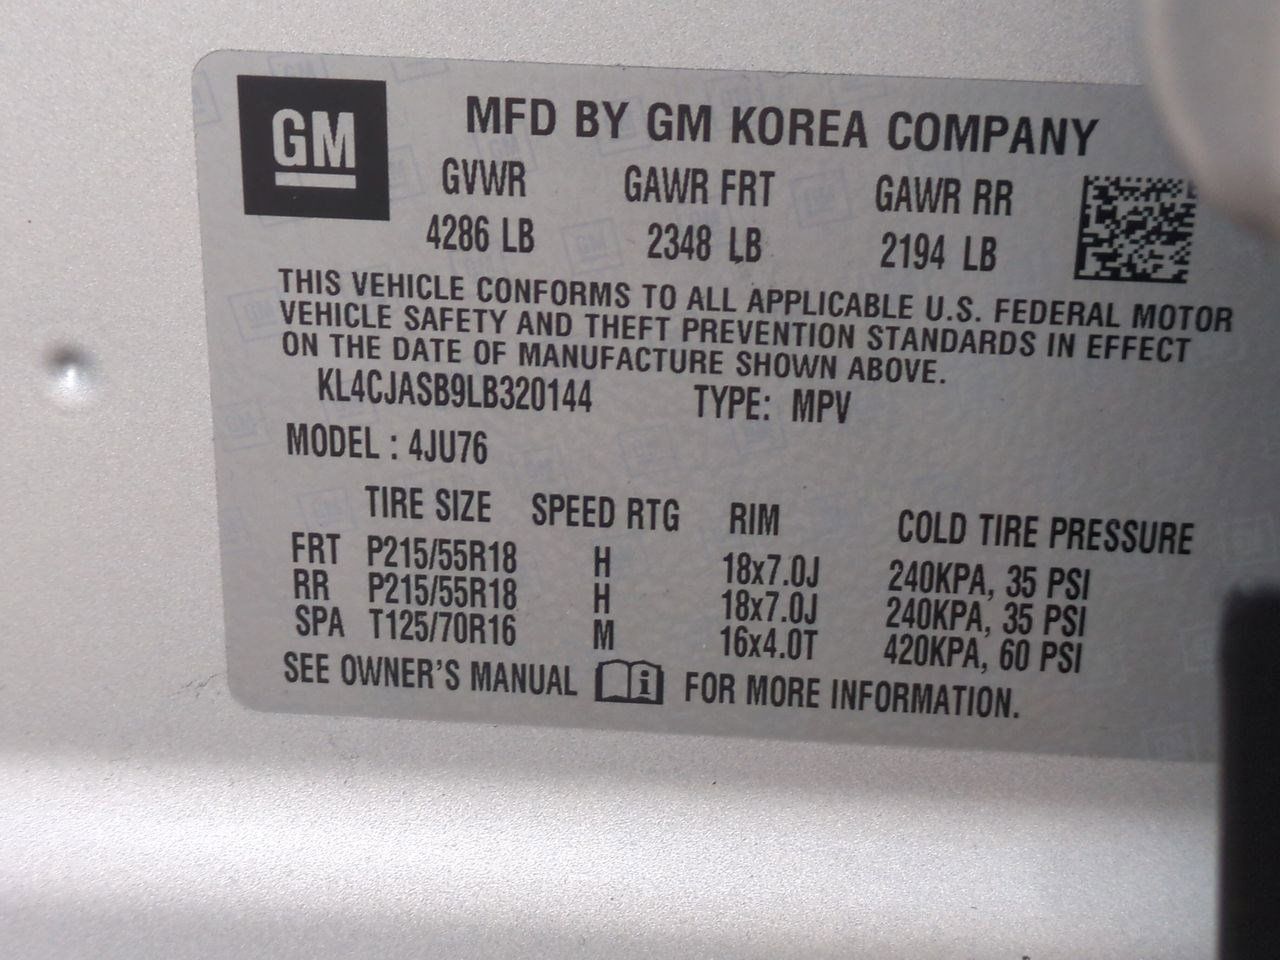 GM
MFD BY GM KOREA COMPANY
GVWR GAWR FRT GAWR RR
4286 LB 2348 LB 2194 LB
THIS VEHICLE CONFORMS TO ALL APPLICABLE U.S. FEDERAL MOTOR
VEHICLE SAFETY AND THEFT PREVENTION STANDARDS IN EFFECT
ON THE DATE OF MANUFACTURE SHOWN ABOVE.
KL4CJASB9LB320144 TYPE: MPV
MODEL : 4JU76
TIRE SIZE SPEED RTG RIM COLD TIRE PRESSURE
FRT P215/55R18 H 18x7.0J 240KPA, 35 PSI
RR P215/55R18 H 18x7.0J 240KPA, 35 PSI
SPA T125/70R16 M 16x4.0T 420KPA, 60 PSI
SEE OWNER'S MANUAL i FOR MORE INFORMATION.